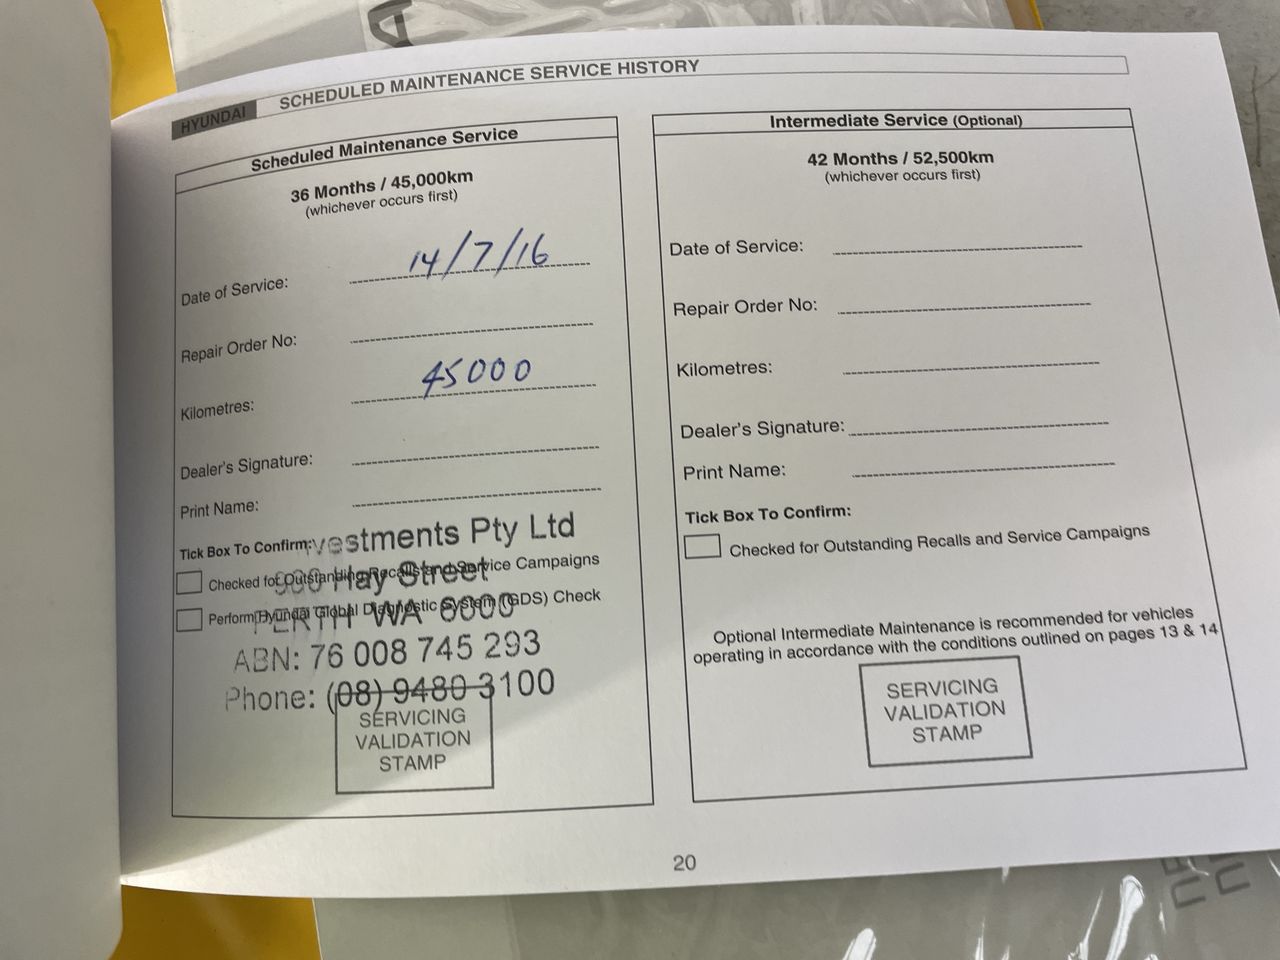 HYUNDAI SCHEDULED MAINTENANCE SERVICE HISTORY
Scheduled Maintenance Service
36 Months / 45,000km
(whichever occurs first)
Date of Service: 14/7/16
Repair Order No:
Kilometres: 45000
Dealer's Signature:
Print Name:
Tick Box To Confirm:
Checked for Outstanding Recalls and Service Campaigns
Perform Hyundai Global Diagnostic System (GDS) Check
vestments Pty Ltd
900 Hay Street
PERTH WA 6000
ABN: 76 008 745 293
Phone: (08) 9480 3100
SERVICING
VALIDATION
STAMP
Intermediate Service (Optional)
42 Months / 52,500km
(whichever occurs first)
Date of Service:
Repair Order No:
Kilometres:
Dealer's Signature:
Print Name:
Tick Box To Confirm:
Checked for Outstanding Recalls and Service Campaigns
Optional Intermediate Maintenance is recommended for vehicles
operating in accordance with the conditions outlined on pages 13 & 14
SERVICING
VALIDATION
STAMP
20